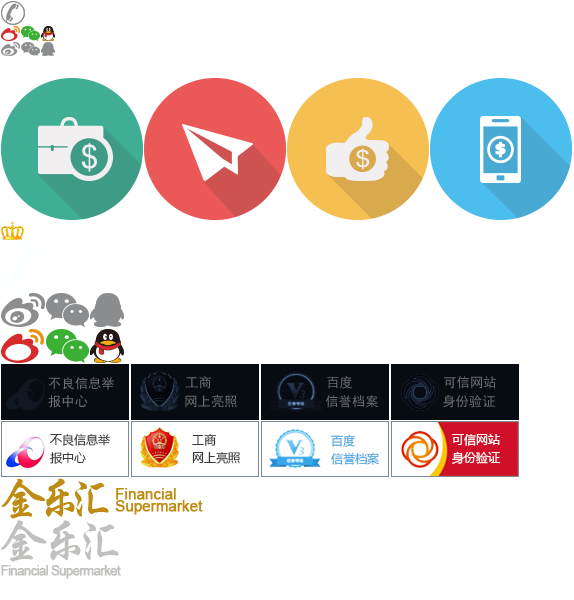 $
$
$
不良信息举
报中心
工商
网上亮照
V
百度
信誉档案
可信网站
身份验证
不良信息举
报中心
工商
网上亮照
V3
百度
信誉档案
可信网站
身份验证
金乐汇
Financial
Supermarket
金乐汇
Financial Supermarket